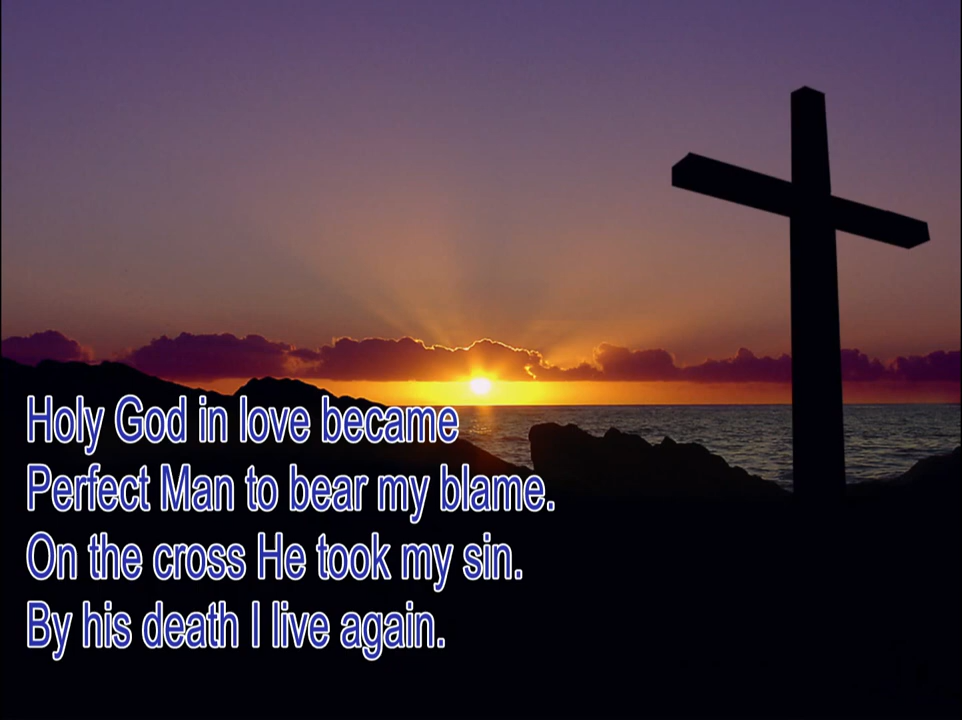 Holy God in love became
Perfect Man to bear my blame.
On the cross He took my sin.
By his death I live again.